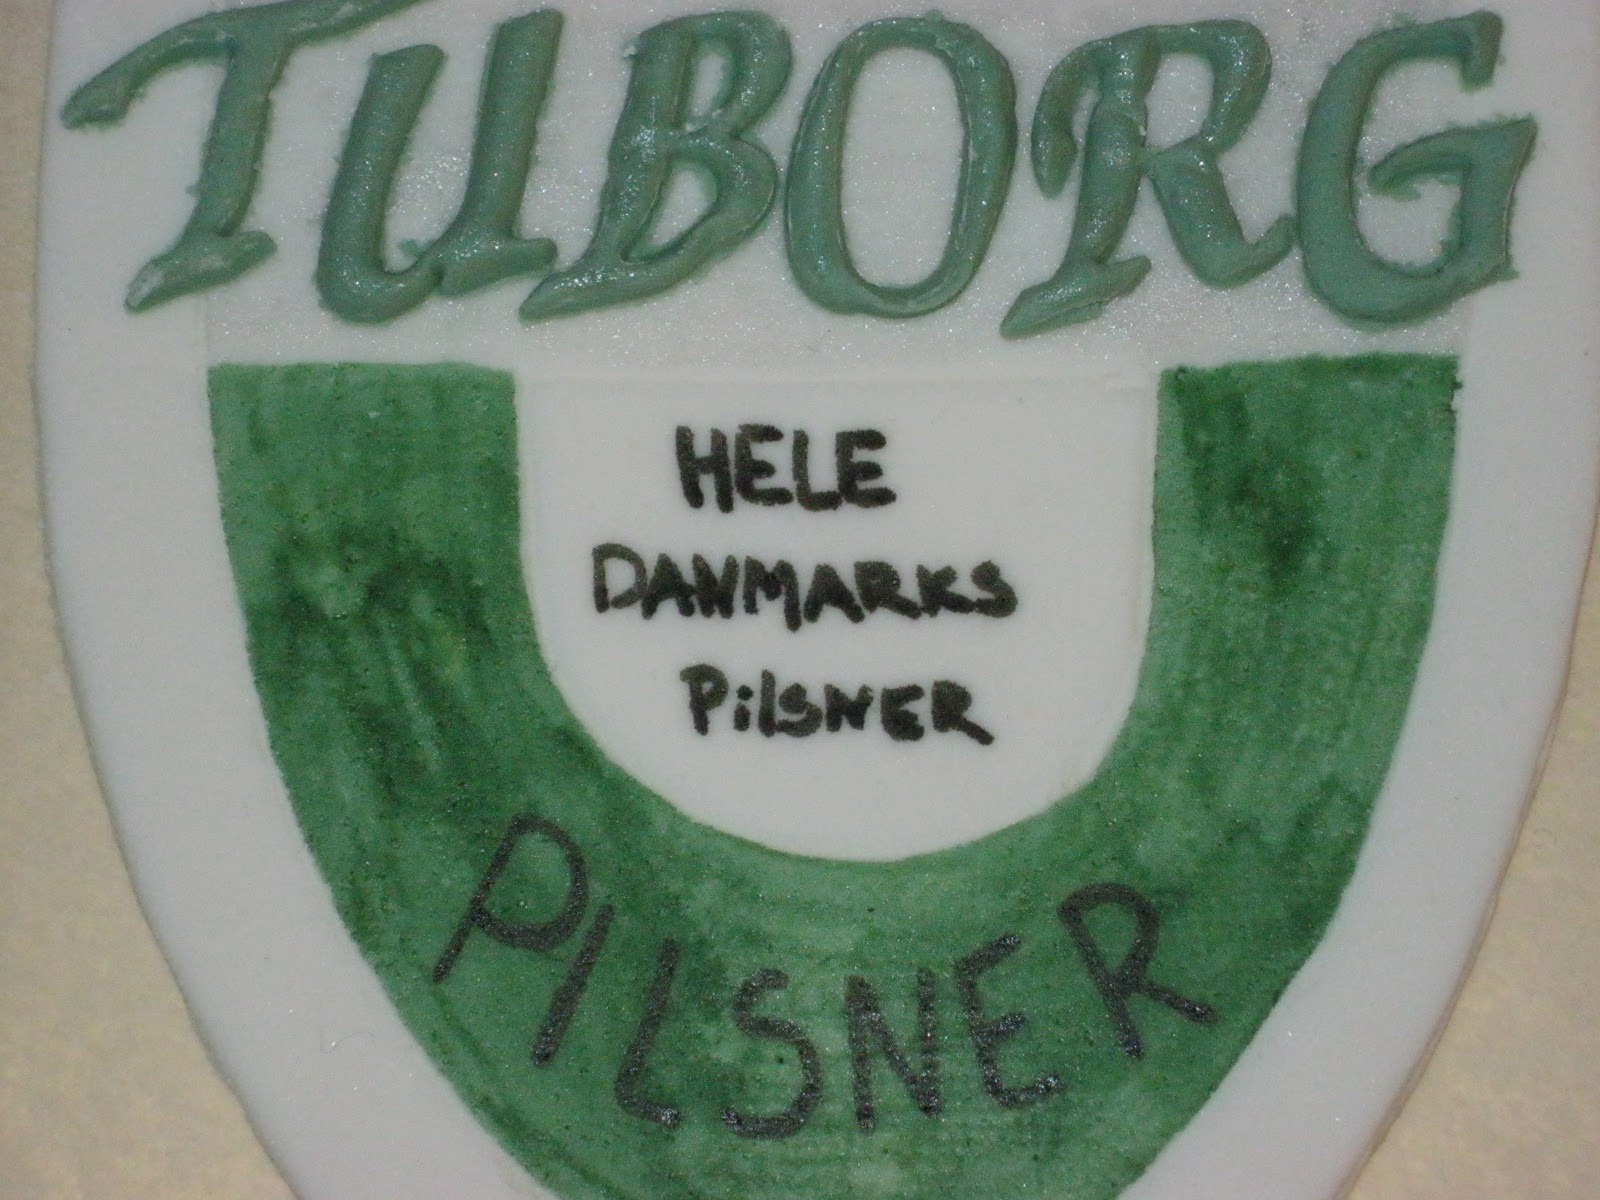 TUBORG
HELE
DANMARKS
PilSNER
PILSNER